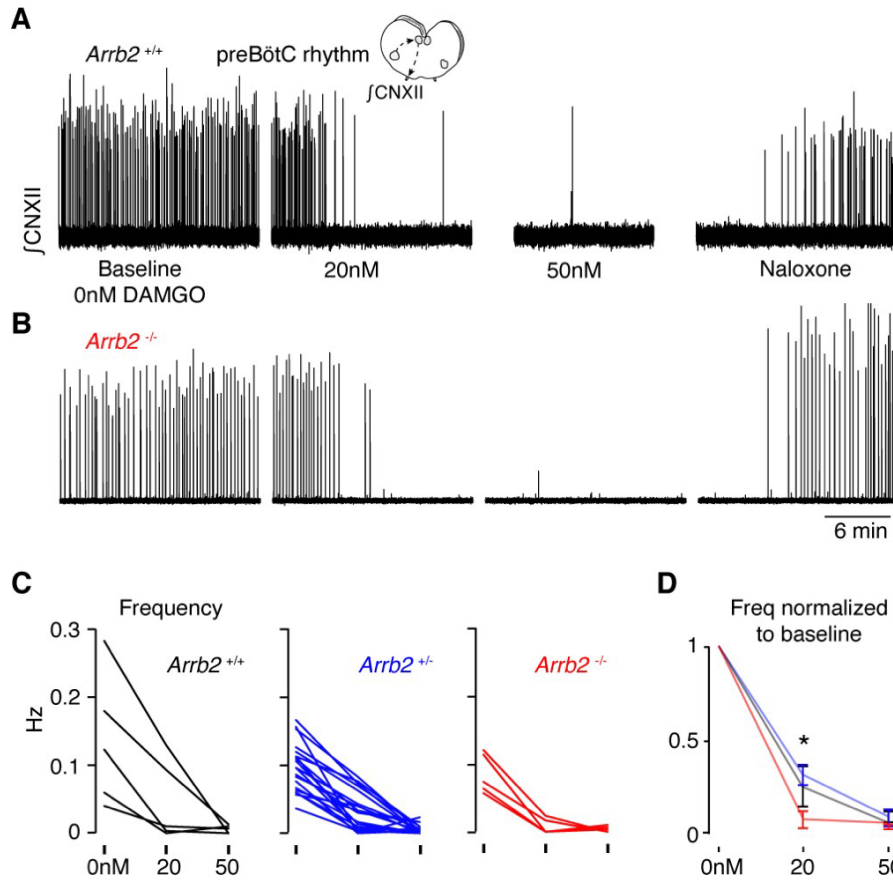 A
Arrb2 +/+
preBötC rhythm
∫CNXII
∫CNXII
Baseline
0nM DAMGO
20nM
50nM
Naloxone
B
Arrb2 -/-
6 min
C
Frequency
0.3
0.2
0.1
0
Hz
Arrb2 +/+
Arrb2 +/-
Arrb2 -/-
0nM
20
50
D
Freq normalized
to baseline
1
0.5
0
*
0nM
20
50